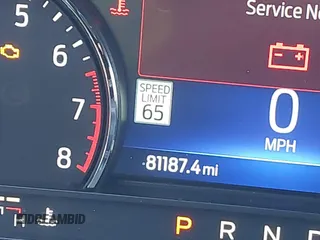 Service
5
6
7
8
SPEED
LIMIT
65
0
MPH
81187.4 mi
P R N D
H